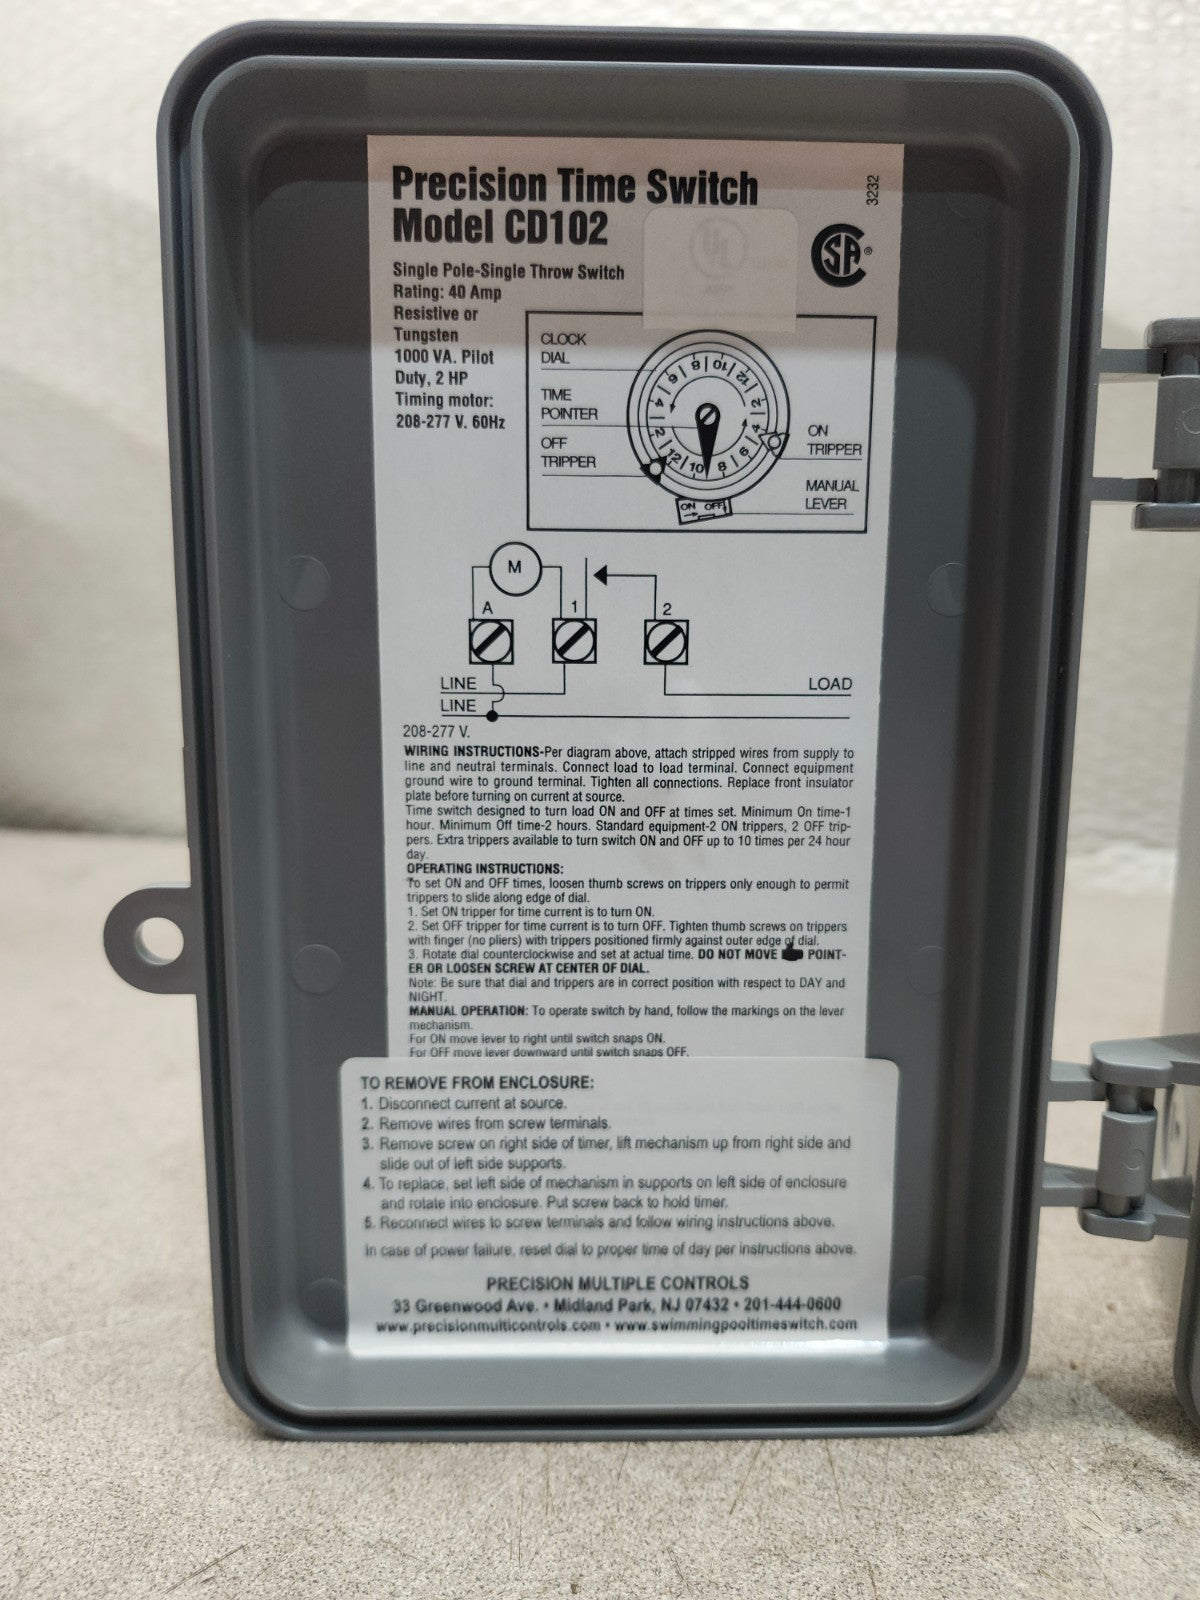 Precision Time Switch
Model CD102
3232
UL
CSA®
Single Pole-Single Throw Switch
Rating: 40 Amp
Resistive or
Tungsten
1000 VA. Pilot
Duty, 2 HP
Timing motor:
208-277 V. 60Hz
CLOCK
DIAL
TIME
POINTER
OFF
TRIPPER
ON
TRIPPER
MANUAL
LEVER
2 4 6 8 10 12 2 4 6 8 10 12
ON OFF
M
A 1 2
LINE LOAD
LINE
208-277 V.
WIRING INSTRUCTIONS-Per diagram above, attach stripped wires from supply to
line and neutral terminals. Connect load to load terminal. Connect equipment
ground wire to ground terminal. Tighten all connections. Replace front insulator
plate before turning on current at source.
Time switch designed to turn load ON and OFF at times set. Minimum On time-1
hour. Minimum Off time-2 hours. Standard equipment-2 ON trippers, 2 OFF trip-
pers. Extra trippers available to turn switch ON and OFF up to 10 times per 24 hour
day.
OPERATING INSTRUCTIONS:
To set ON and OFF times, loosen thumb screws on trippers only enough to permit
trippers to slide along edge of dial.
1. Set ON tripper for time current is to turn ON.
2. Set OFF tripper for time current is to turn OFF. Tighten thumb screws on trippers
with finger (no pliers) with trippers positioned firmly against outer edge of dial.
3. Rotate dial counterclockwise and set at actual time. DO NOT MOVE POINT-
ER OR LOOSEN SCREW AT CENTER OF DIAL.
Note: Be sure that dial and trippers are in correct position with respect to DAY and
NIGHT.
MANUAL OPERATION: To operate switch by hand, follow the markings on the lever
mechanism.
For ON move lever to right until switch snaps ON.
For OFF move lever downward until switch snaps OFF.
TO REMOVE FROM ENCLOSURE:
1. Disconnect current at source.
2. Remove wires from screw terminals.
3. Remove screw on right side of timer, lift mechanism up from right side and
slide out of left side supports.
4. To replace, set left side of mechanism in supports on left side of enclosure
and rotate into enclosure. Put screw back to hold timer.
5. Reconnect wires to screw terminals and follow wiring instructions above.
In case of power failure, reset dial to proper time of day per instructions above.
PRECISION MULTIPLE CONTROLS
33 Greenwood Ave. • Midland Park, NJ 07432 • 201-444-0600
www.precisionmulticontrols.com • www.swimmingpooltimeswitch.com